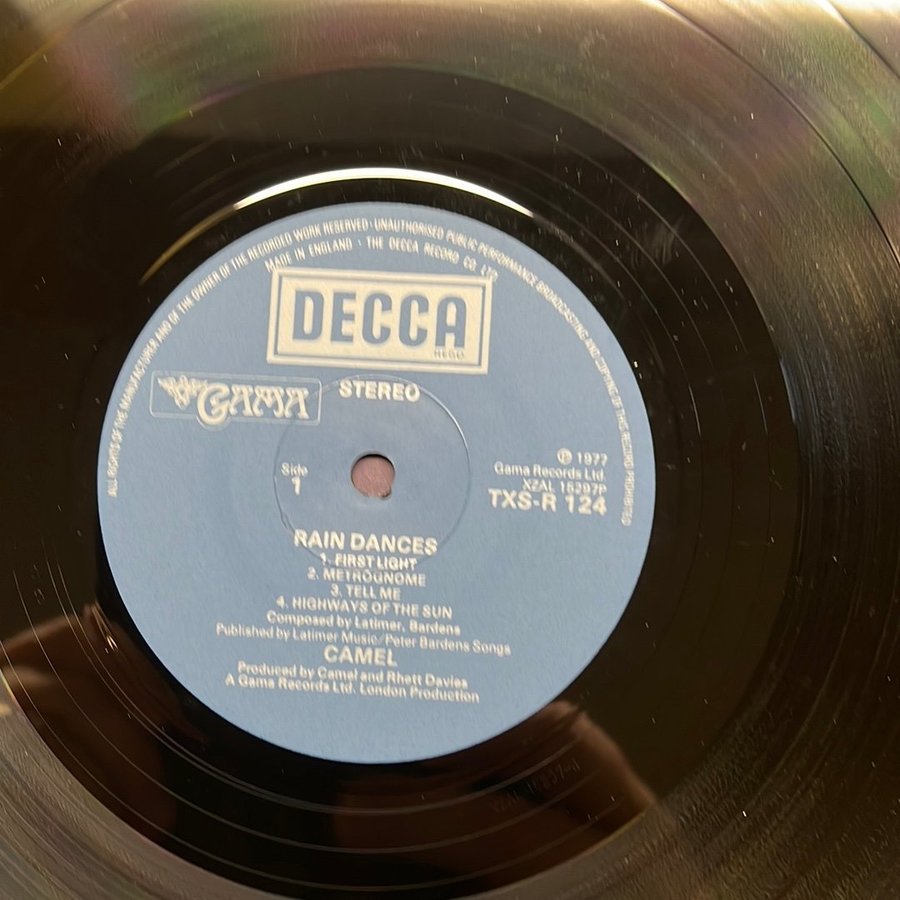 ALL RIGHTS OF THE MANUFACTURER AND OF THE OWNER OF THE RECORDED WORK RESERVED · UNAUTHORISED PUBLIC PERFORMANCE BROADCASTING AND COPYING OF THIS RECORD PROHIBITED
MADE IN ENGLAND · THE DECCA RECORD CO. LTD.
DECCA
REGD.
GAMA
STEREO
Side
1
℗ 1977
Gama Records Ltd.
XZAL 15297P
TXS-R 124
RAIN DANCES
1. FIRST LIGHT
2. METROGNOME
3. TELL ME
4. HIGHWAYS OF THE SUN
Composed by Latimer, Bardens
Published by Latimer Music/Peter Bardens Songs
CAMEL
Produced by Camel and Rhett Davies
A Gama Records Ltd. London Production